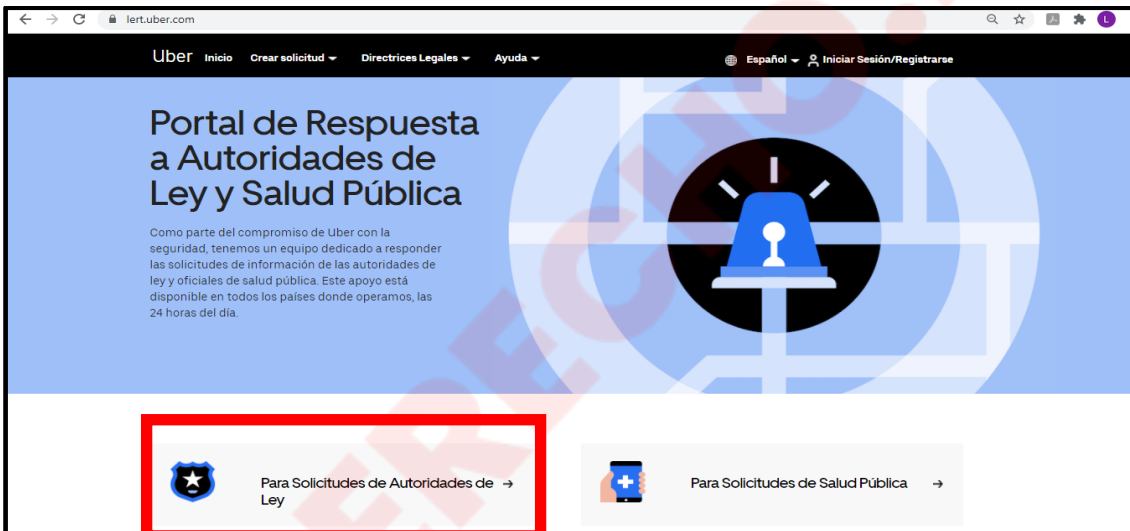 lert.uber.com
L
Uber Inicio Crear solicitud Directrices Legales Ayuda Español Iniciar Sesión/Registrarse
Portal de Respuesta
a Autoridades de
Ley y Salud Pública
Como parte del compromiso de Uber con la
seguridad, tenemos un equipo dedicado a responder
las solicitudes de información de las autoridades de
ley y oficiales de salud pública. Este apoyo está
disponible en todos los países donde operamos, las
24 horas del día.
Para Solicitudes de Autoridades de
Ley
Para Solicitudes de Salud Pública
ERECHO.